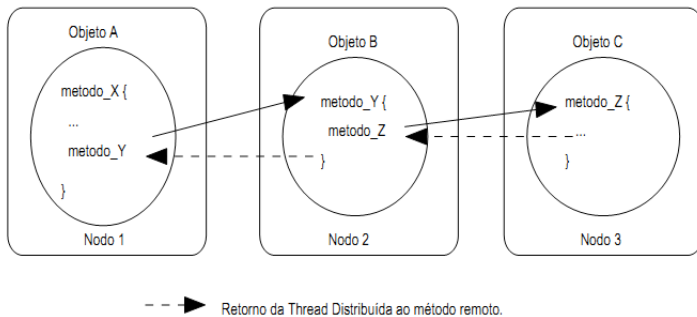 Objeto A
metodo_X {
...
metodo_Y
}
Nodo 1
Objeto B
metodo_Y {
metodo_Z
}
Nodo 2
Objeto C
metodo_Z {
...
}
Nodo 3
Retorno da Thread Distribuída ao método remoto.